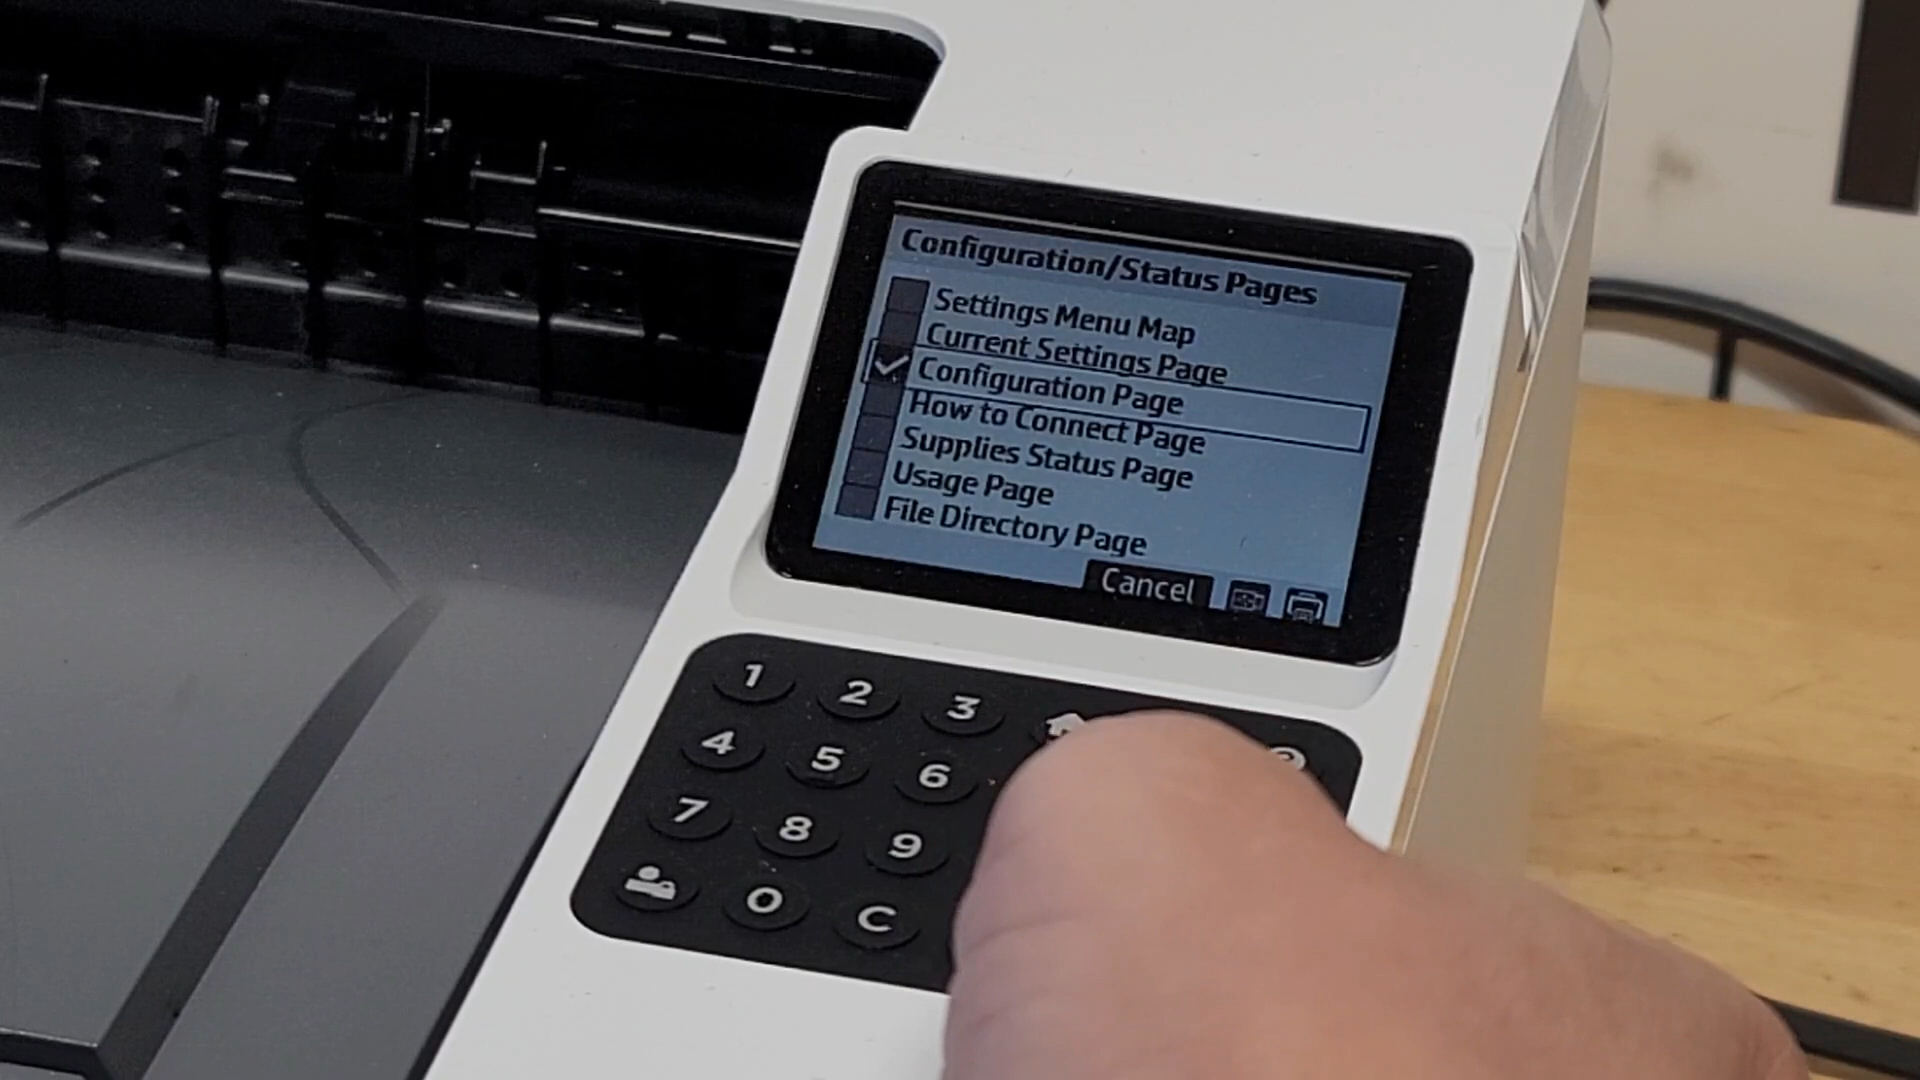 Configuration/Status Pages
Settings Menu Map
Current Settings Page
Configuration Page
How to Connect Page
Supplies Status Page
Usage Page
File Directory Page
Cancel
1 2 3
4 5 6
7 8 9
0 C